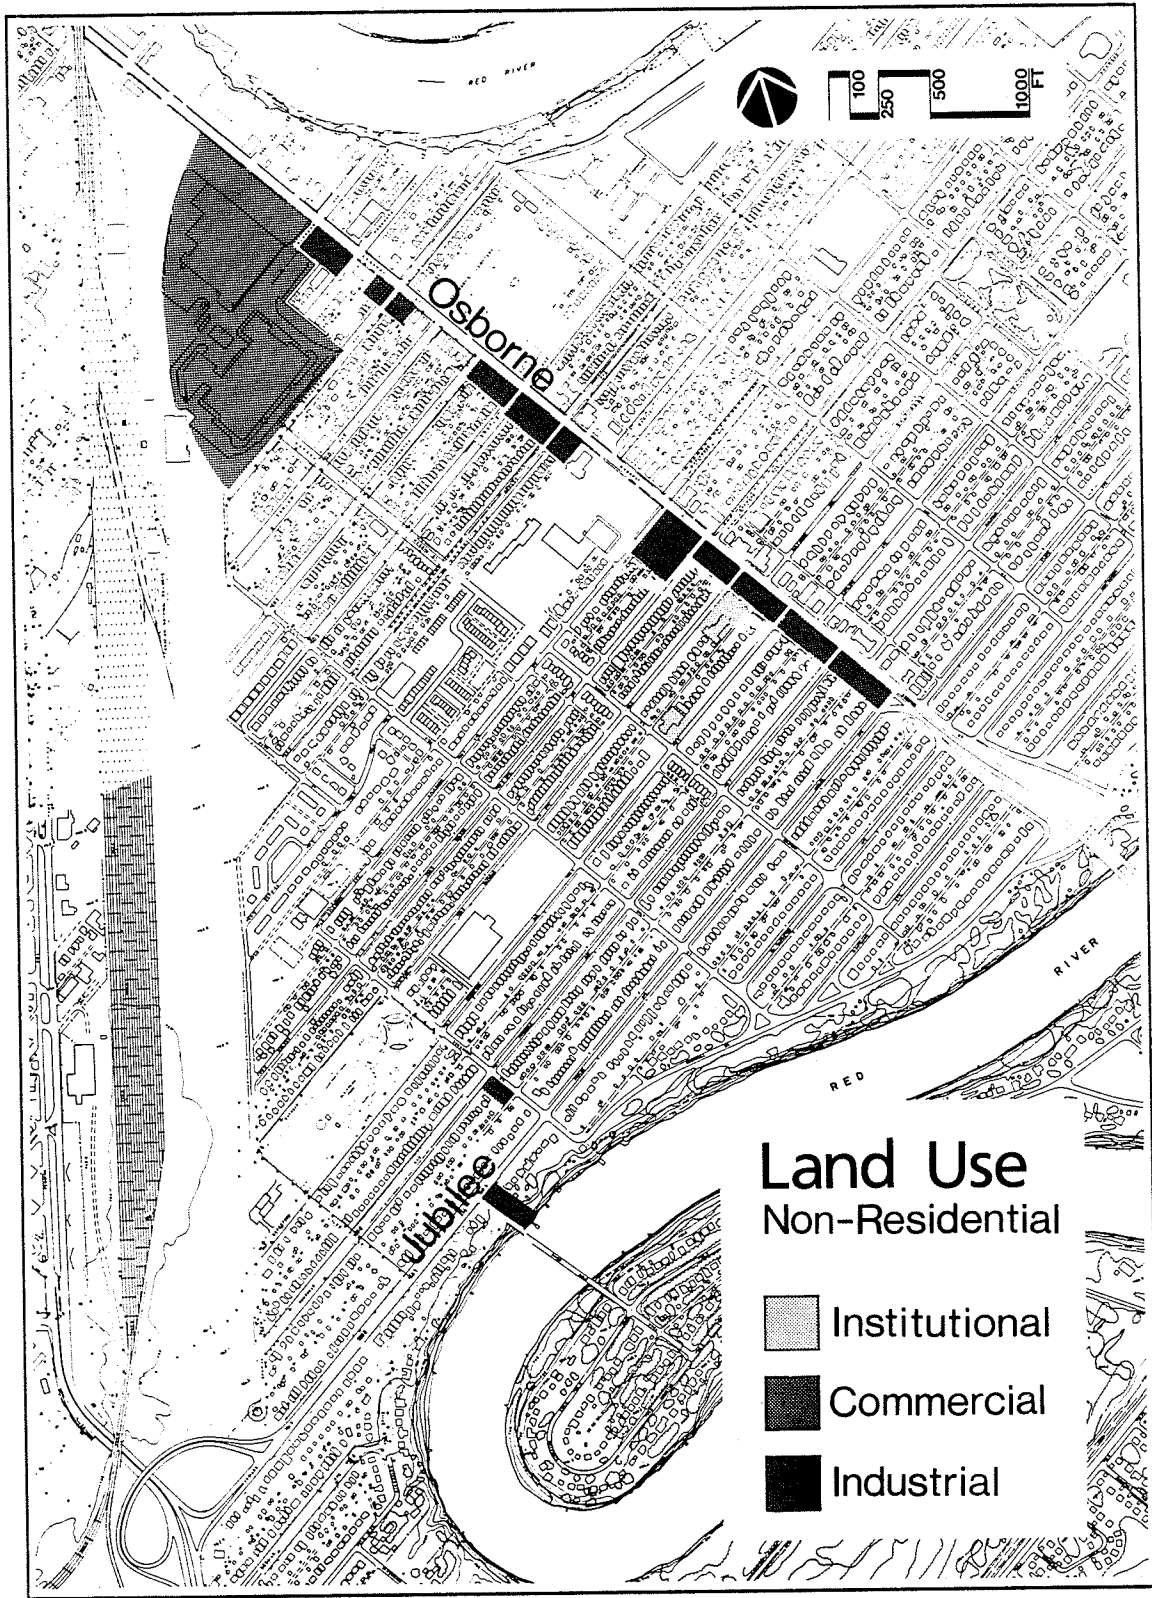 RED RIVER
100
250
500
1000
FT
Osborne
RIVER
RED
Jubilee
Land Use
Non-Residential
Institutional
Commercial
Industrial